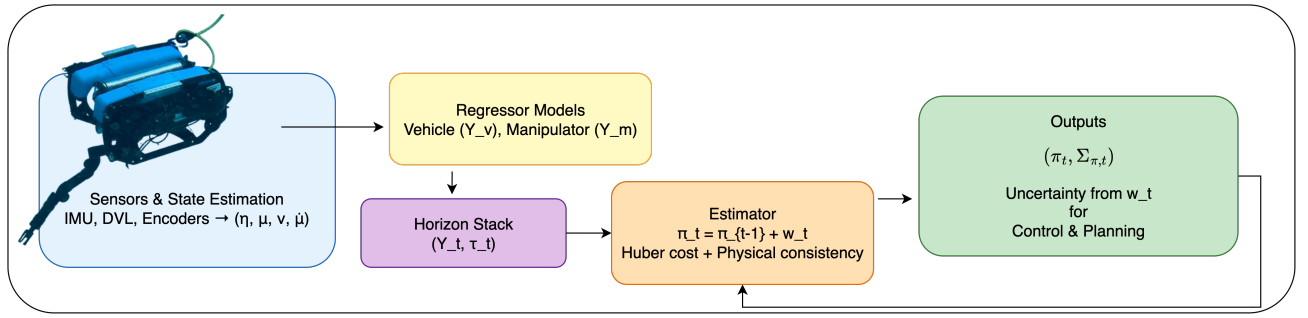 Sensors & State Estimation
IMU, DVL, Encoders → (η, μ, ν, μ̇)
Regressor Models
Vehicle (Y_v), Manipulator (Y_m)
Horizon Stack
(Y_t, τ_t)
Estimator
π_t = π_{t-1} + w_t
Huber cost + Physical consistency
Outputs
(π_t, Σ_{π,t})
Uncertainty from w_t
for
Control & Planning